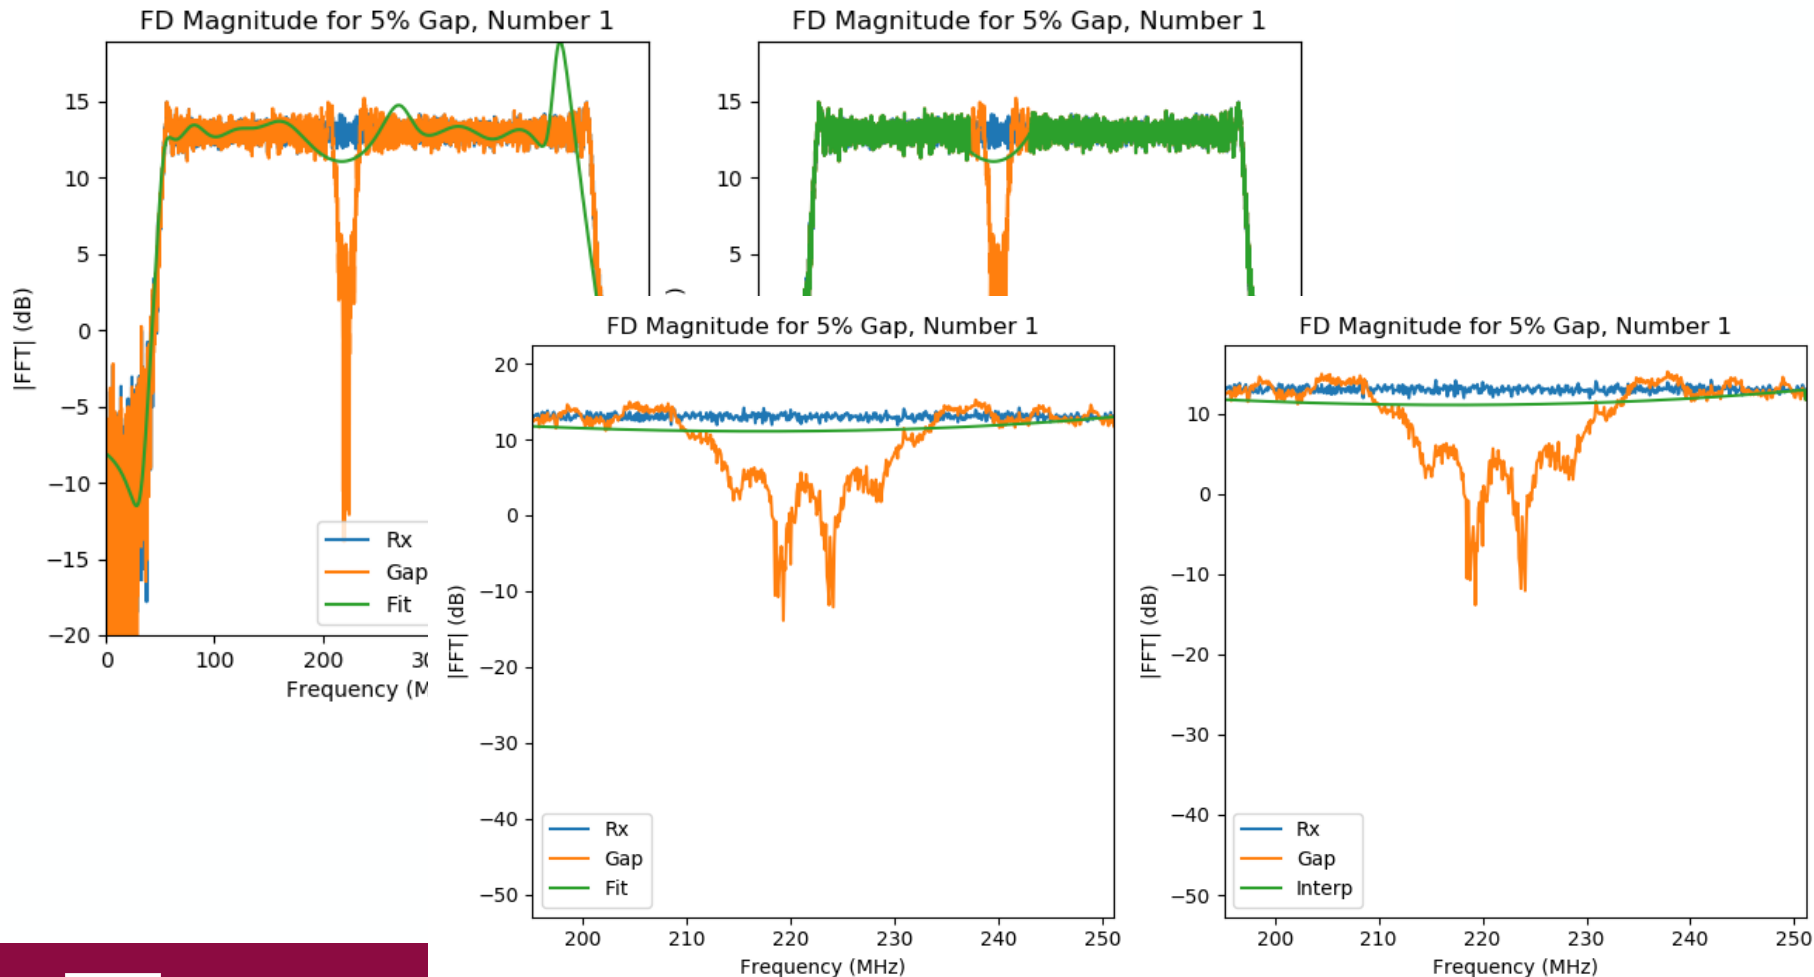 FD Magnitude for 5% Gap, Number 1
15
10
5
0
−5
−10
−15
−20
|FFT| (dB)
Rx
Gap
Fit
0
100
200
Frequency (M
FD Magnitude for 5% Gap, Number 1
15
10
5
FD Magnitude for 5% Gap, Number 1
20
10
0
−10
−20
−30
−40
−50
|FFT| (dB)
Rx
Gap
Fit
200
210
220
230
240
250
Frequency (MHz)
FD Magnitude for 5% Gap, Number 1
10
0
−10
−20
−30
−40
−50
|FFT| (dB)
Rx
Gap
Interp
200
210
220
230
240
250
Frequency (MHz)